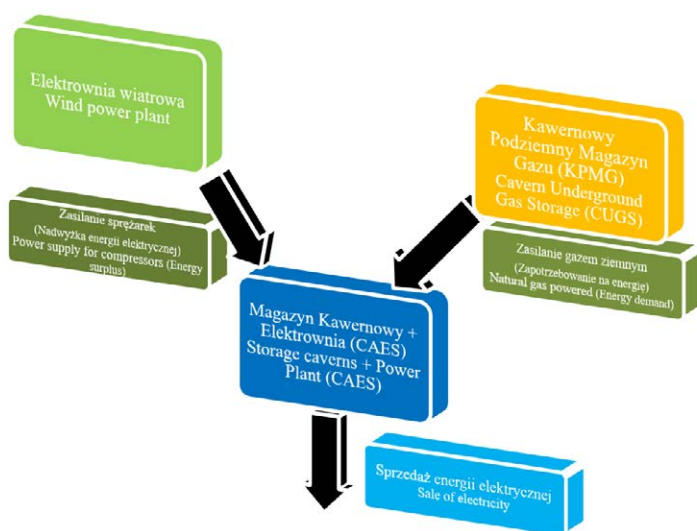 Elektrownia wiatrowa
Wind power plant
Zasilanie sprężarek
(Nadwyżka energii elektrycznej)
Power supply for compressors (Energy
surplus)
Kawernowy
Podziemny Magazyn
Gazu (KPMG)
Cavern Underground
Gas Storage (CUGS)
Zasilanie gazem ziemnym
(Zapotrzebowanie na energię)
Natural gas powered (Energy demand)
Magazyn Kawernowy +
Elektrownia (CAES)
Storage caverns + Power
Plant (CAES)
Sprzedaż energii elektrycznej
Sale of electricity